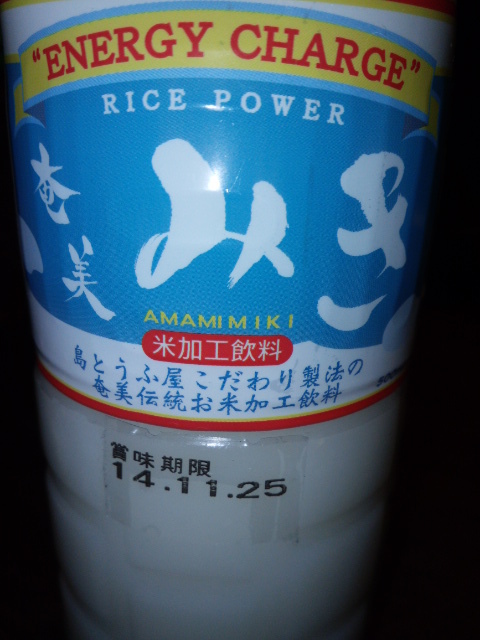 "ENERGY CHARGE"
RICE POWER
奄美
みき
AMAMIMIKI
米加工飲料
島とうふ屋こだわり製法の
奄美伝統お米加工飲料
賞味期限
14.11.25